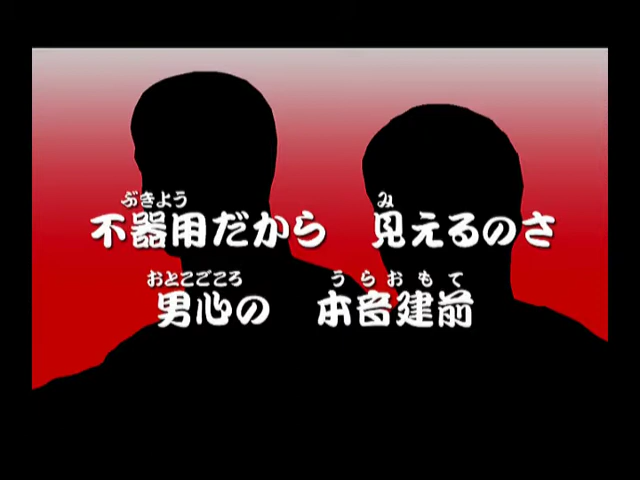 ぶきよう み
不器用だから 見えるのさ
おとこごころ うらおもて
男心の 本音建前